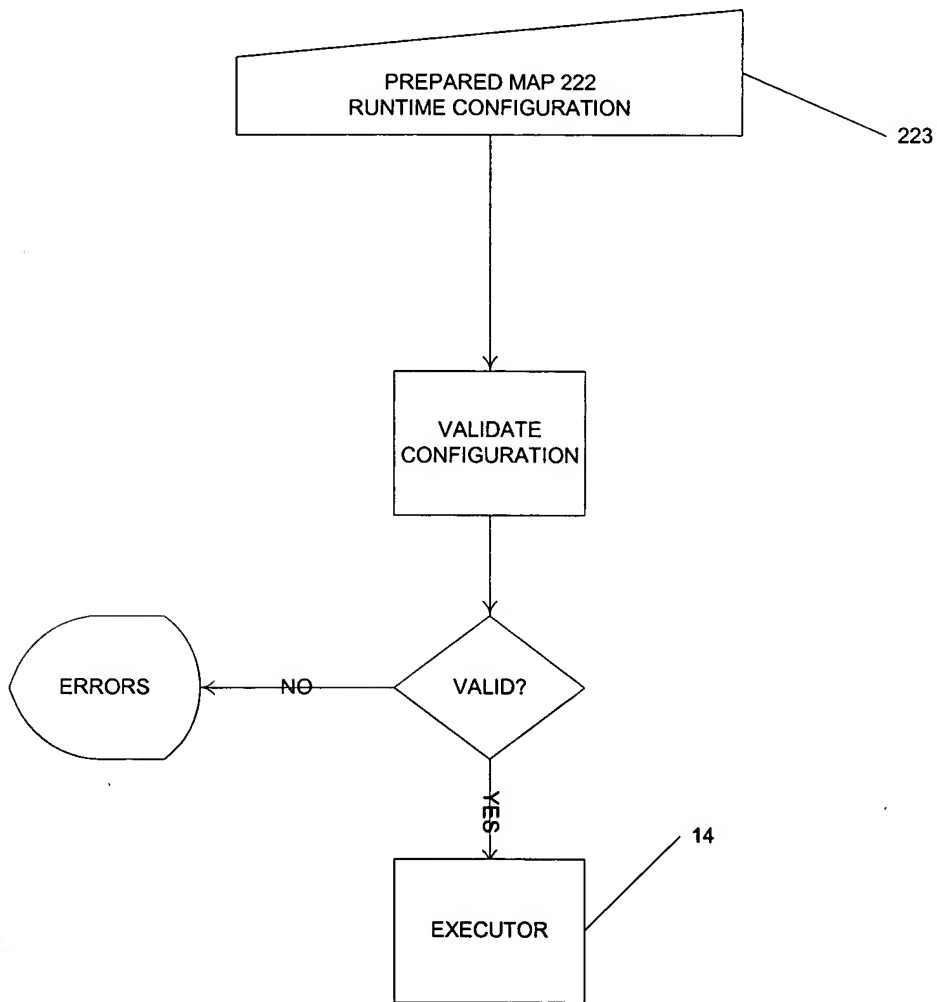 PREPARED MAP 222
RUNTIME CONFIGURATION
223
VALIDATE
CONFIGURATION
ERRORS
NO
VALID?
YES
14
EXECUTOR